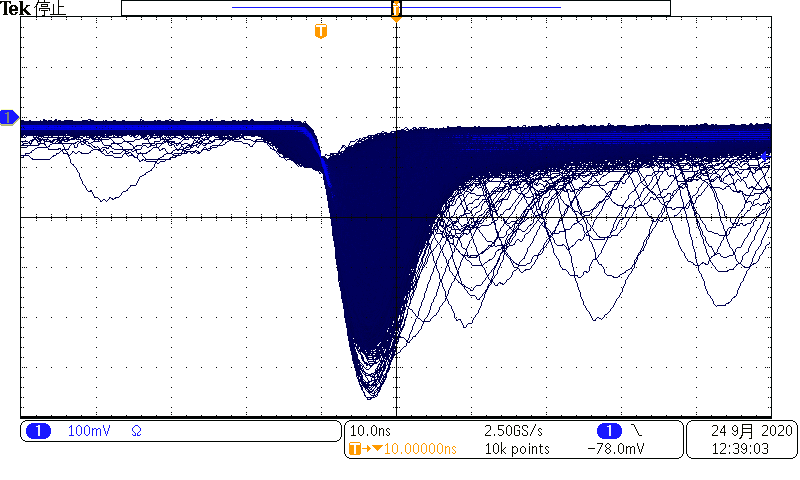 Tek 停止
T
T
1
1 100mV Ω
10.0ns 2.50GS/s 1 -78.0mV
T→▼10.00000ns 10k points
24 9月 2020
12:39:03